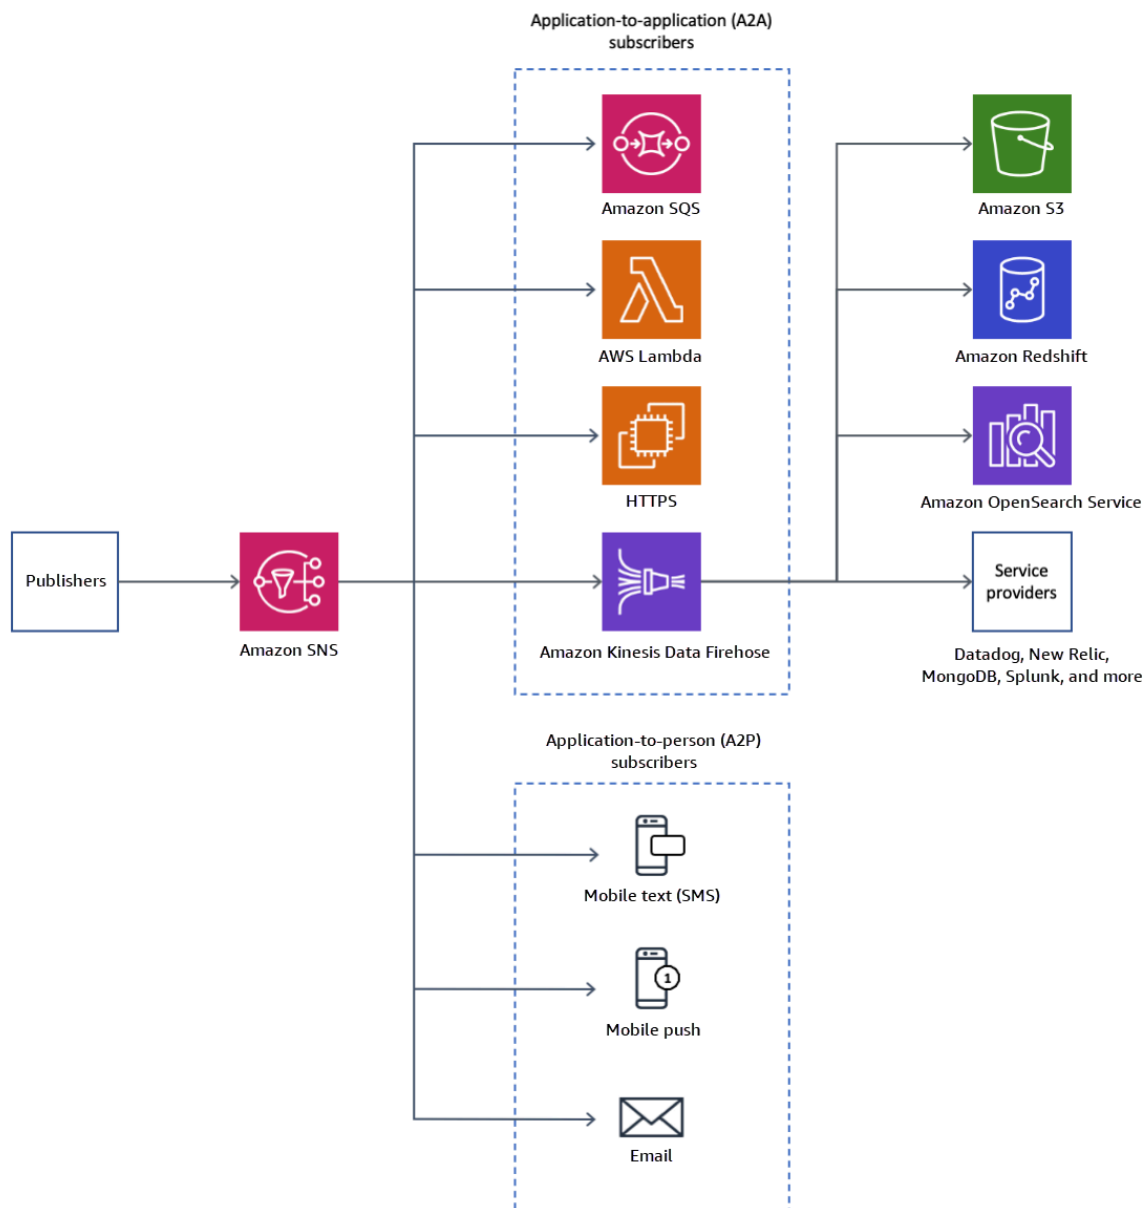 Application-to-application (A2A)
subscribers
Amazon SQS
Amazon S3
AWS Lambda
Amazon Redshift
HTTPS
Amazon OpenSearch Service
Publishers
Service
providers
Amazon SNS
Amazon Kinesis Data Firehose
Datadog, New Relic,
MongoDB, Splunk, and more
Application-to-person (A2P)
subscribers
Mobile text (SMS)
1
Mobile push
Email